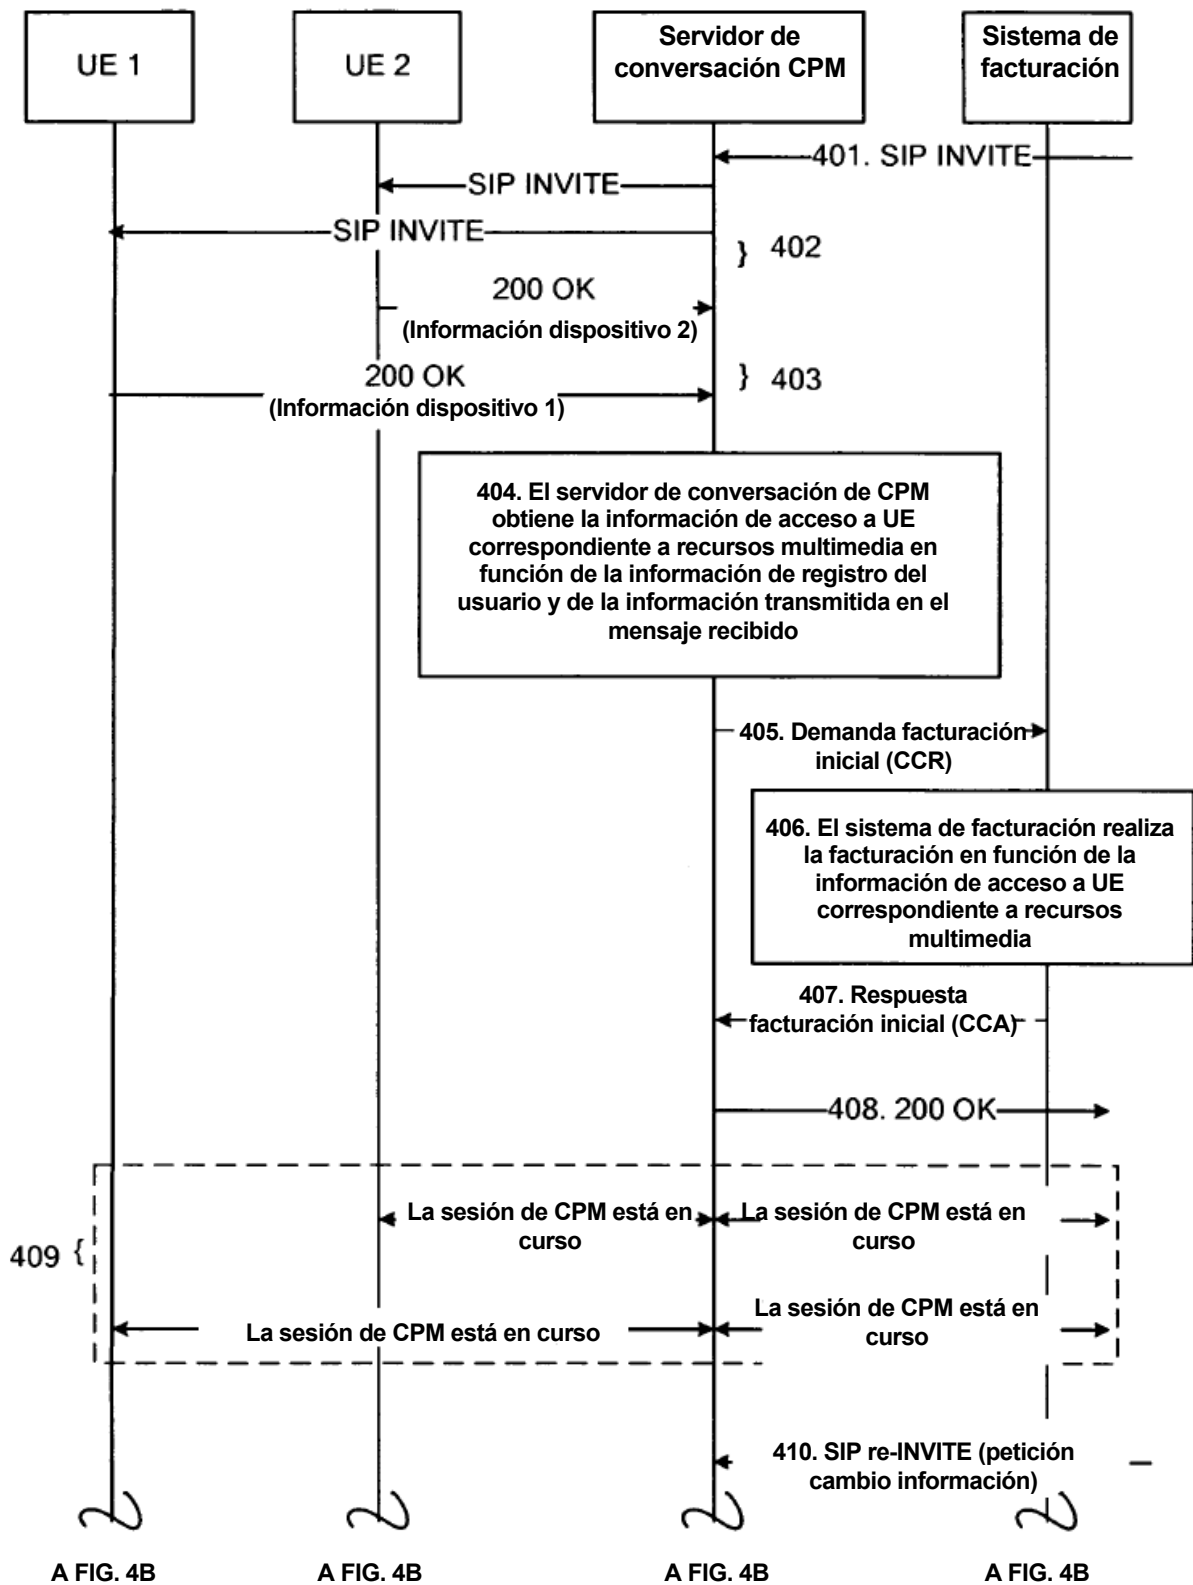 UE 1
UE 2
Servidor de
conversación CPM
Sistema de
facturación
401. SIP INVITE
SIP INVITE
SIP INVITE
} 402
200 OK
(Información dispositivo 2)
200 OK
} 403
(Información dispositivo 1)
404. El servidor de conversación de CPM
obtiene la información de acceso a UE
correspondiente a recursos multimedia en
función de la información de registro del
usuario y de la información transmitida en el
mensaje recibido
405. Demanda facturación
inicial (CCR)
406. El sistema de facturación realiza
la facturación en función de la
información de acceso a UE
correspondiente a recursos
multimedia
407. Respuesta
facturación inicial (CCA)
408. 200 OK
La sesión de CPM está en
curso
La sesión de CPM está en
curso
409 {
La sesión de CPM está en curso
La sesión de CPM está en
curso
410. SIP re-INVITE (petición
cambio información)
A FIG. 4B
A FIG. 4B
A FIG. 4B
A FIG. 4B